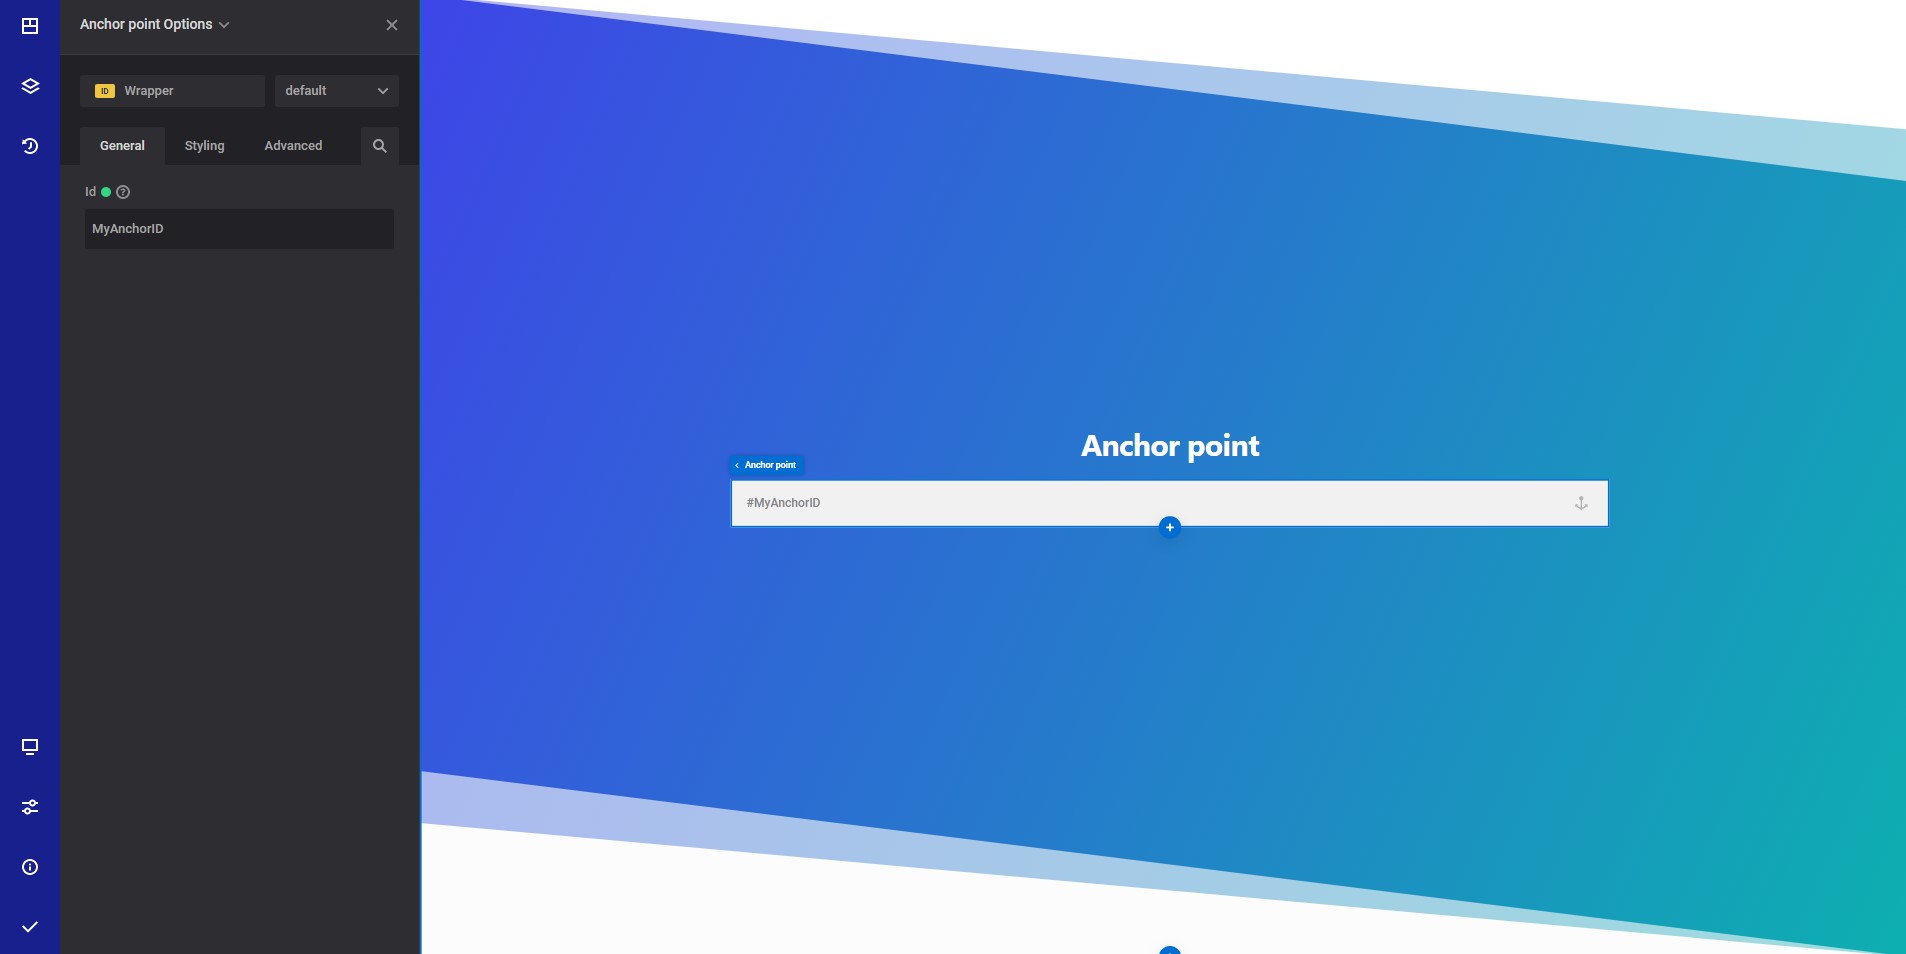 Anchor point Options
ID Wrapper
default
General
Styling
Advanced
Id
?
MyAnchorID
Anchor point
Anchor point
#MyAnchorID